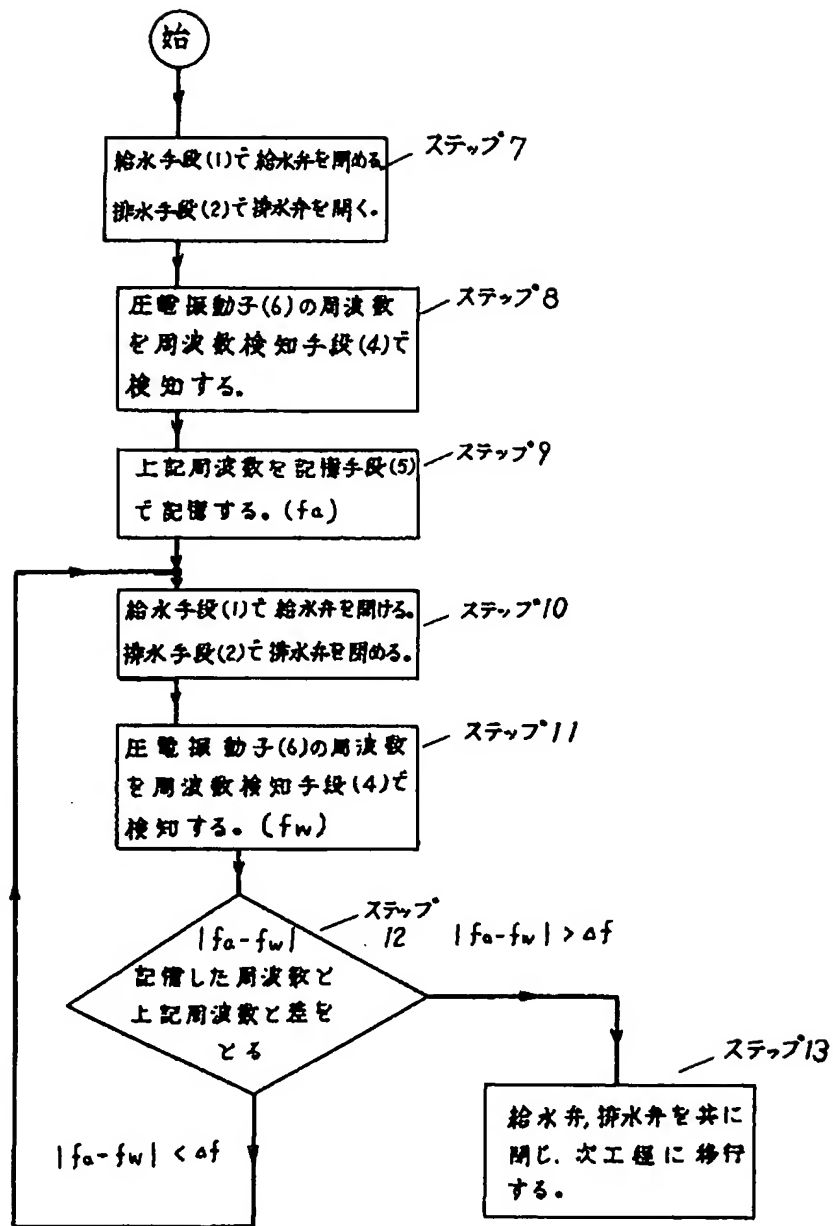 始
給水手段(1)で給水弁を閉める。
排水手段(2)で排水弁を開く。
ステップ7
圧電振動子(6)の周波数
を周波数検知手段(4)で
検知する。
ステップ8
上記周波数を記憶手段(5)
で記憶する。(fa)
ステップ9
給水手段(1)で給水弁を開ける。
排水手段(2)で排水弁を閉める。
ステップ10
圧電振動子(6)の周波数
を周波数検知手段(4)で
検知する。(fw)
ステップ11
ステップ
12
|fa-fw|
記憶した周波数と
上記周波数と差を
とる
|fa-fw| > Δf
ステップ13
給水弁,排水弁を共に
閉じ、次工程に移行
する。
|fa-fw| < Δf